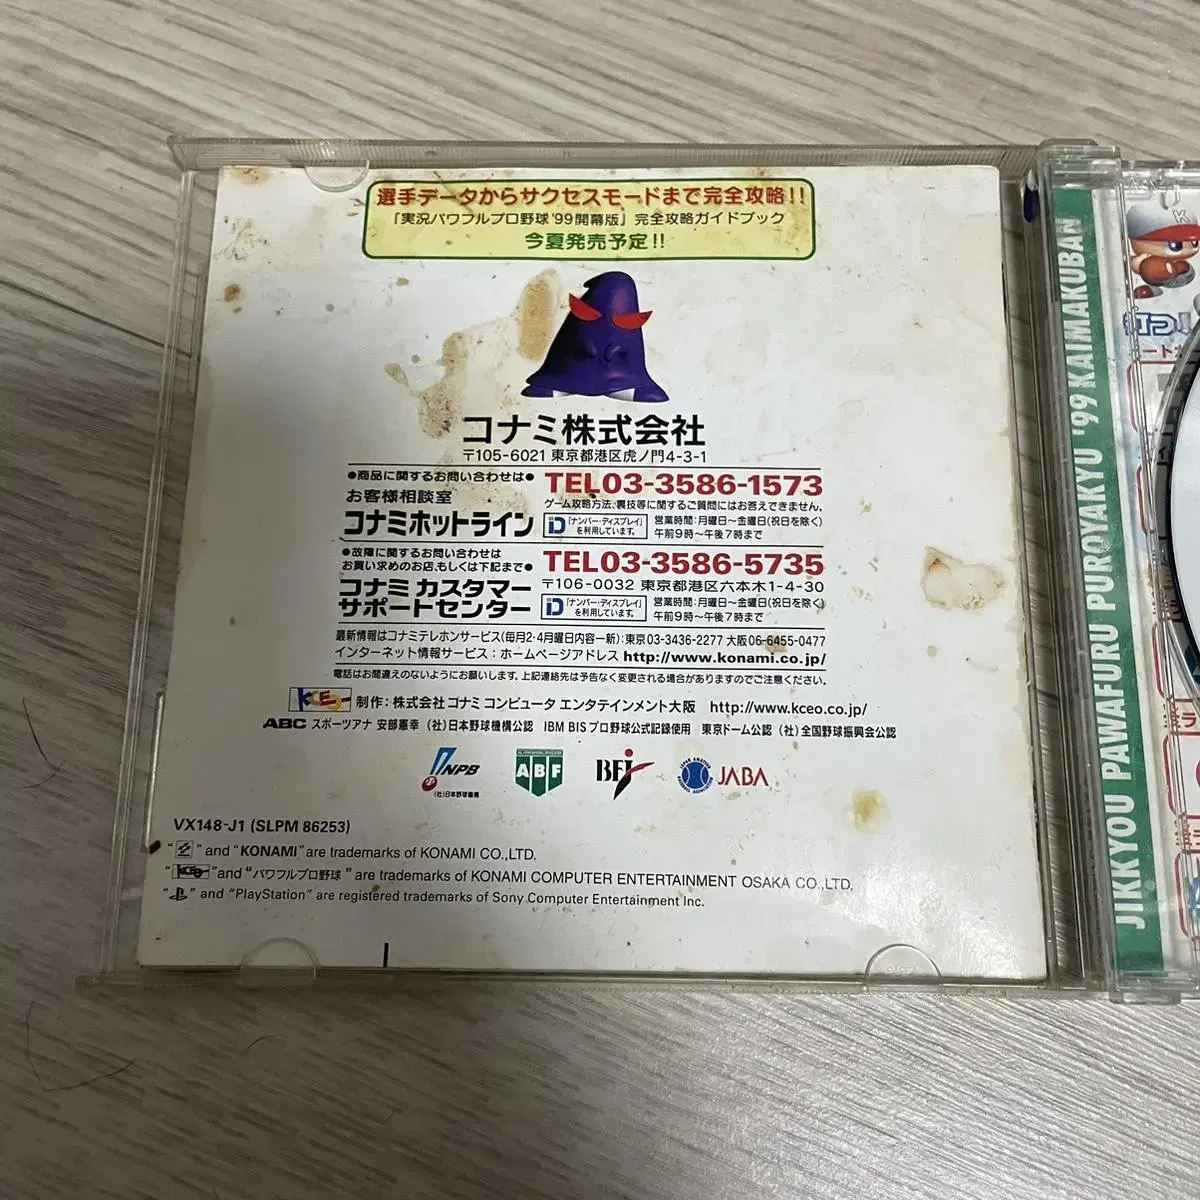 選手データからサクセスモードまで完全攻略!!
『実況パワフルプロ野球'99開幕版』完全攻略ガイドブック
今夏発売予定!!
コナミ株式会社
〒105-6021 東京都港区虎ノ門4-3-1
●商品に関するお問い合わせは●
お客様相談室
コナミホットライン
TEL03-3586-1573
ゲーム攻略方法、裏技等に関するご質問にはお答えできません。
「ナンバー・ディスプレイ」
を利用しています。
営業時間:月曜日〜金曜日(祝日を除く)
午前9時〜午後7時まで
●故障に関するお問い合わせは
お買い求めのお店、もしくは下記まで●
コナミ カスタマー
サポートセンター
TEL03-3586-5735
〒106-0032 東京都港区六本木1-4-30
「ナンバー・ディスプレイ」
を利用しています。
営業時間:月曜日〜金曜日(祝日を除く)
午前9時〜午後7時まで
最新情報はコナミテレホンサービス(毎月2・4月曜日内容一新):東京03-3436-2277 大阪06-6455-0477
インターネット情報サービス:ホームページアドレス http://www.konami.co.jp/
電話はお間違えのないようにお願いします。上記連絡先は予告なく変更される場合がありますのでご注意ください。
KCEO 制作:株式会社 コナミ コンピュータ エンタテインメント大阪 http://www.kceo.co.jp/
ABC スポーツアナ 安部憲幸 (社)日本野球機構公認 IBM BIS プロ野球公式記録使用 東京ドーム公認 (社)全国野球振興会公認
NPB
(社)日本野球機構
ABF
BFJ
JABA
VX148-J1 (SLPM 86253)
" " and "KONAMI" are trademarks of KONAMI CO.,LTD.
"KCEO" and "パワフルプロ野球" are trademarks of KONAMI COMPUTER ENTERTAINMENT OSAKA CO.,LTD.
" " and "PlayStation" are registered trademarks of Sony Computer Entertainment Inc.
JIKKYOU PAWAFURU PUROYAKYU '99 KAIMAKUBAN